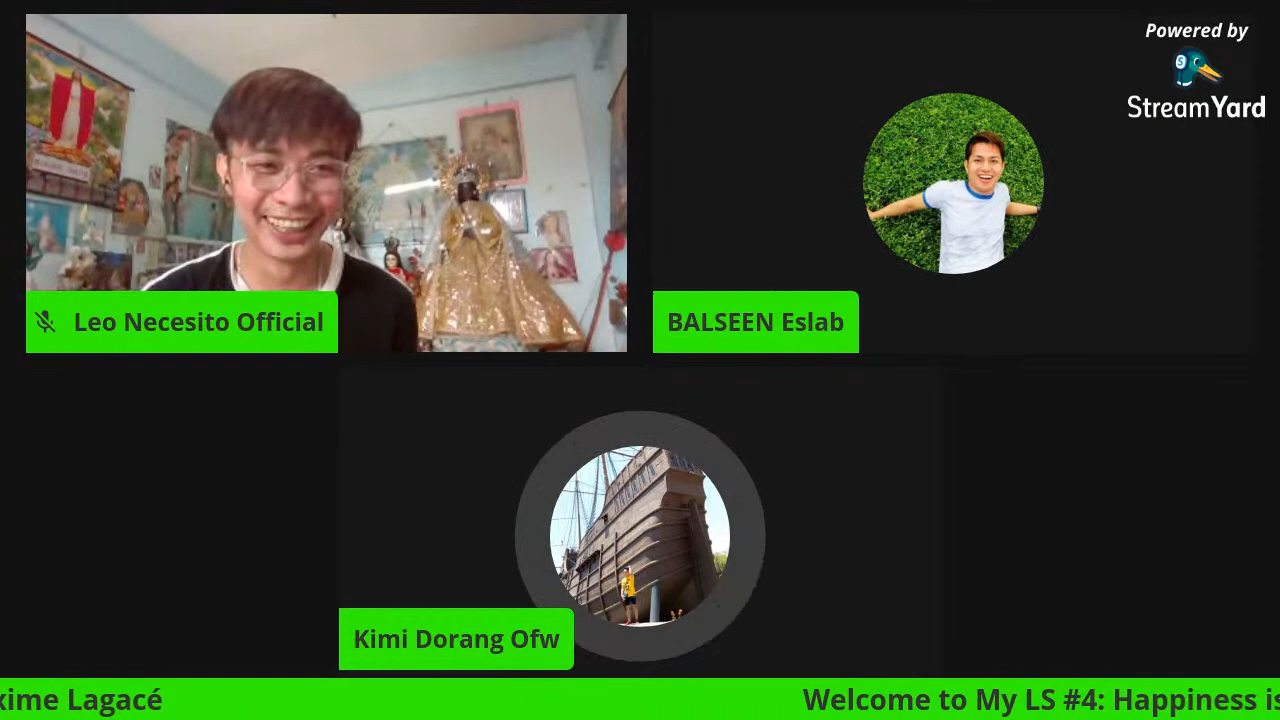 Powered by
StreamYard
Leo Necesito Official
BALSEEN Eslab
Kimi Dorang Ofw
xime Lagacé
Welcome to My LS #4: Happiness is